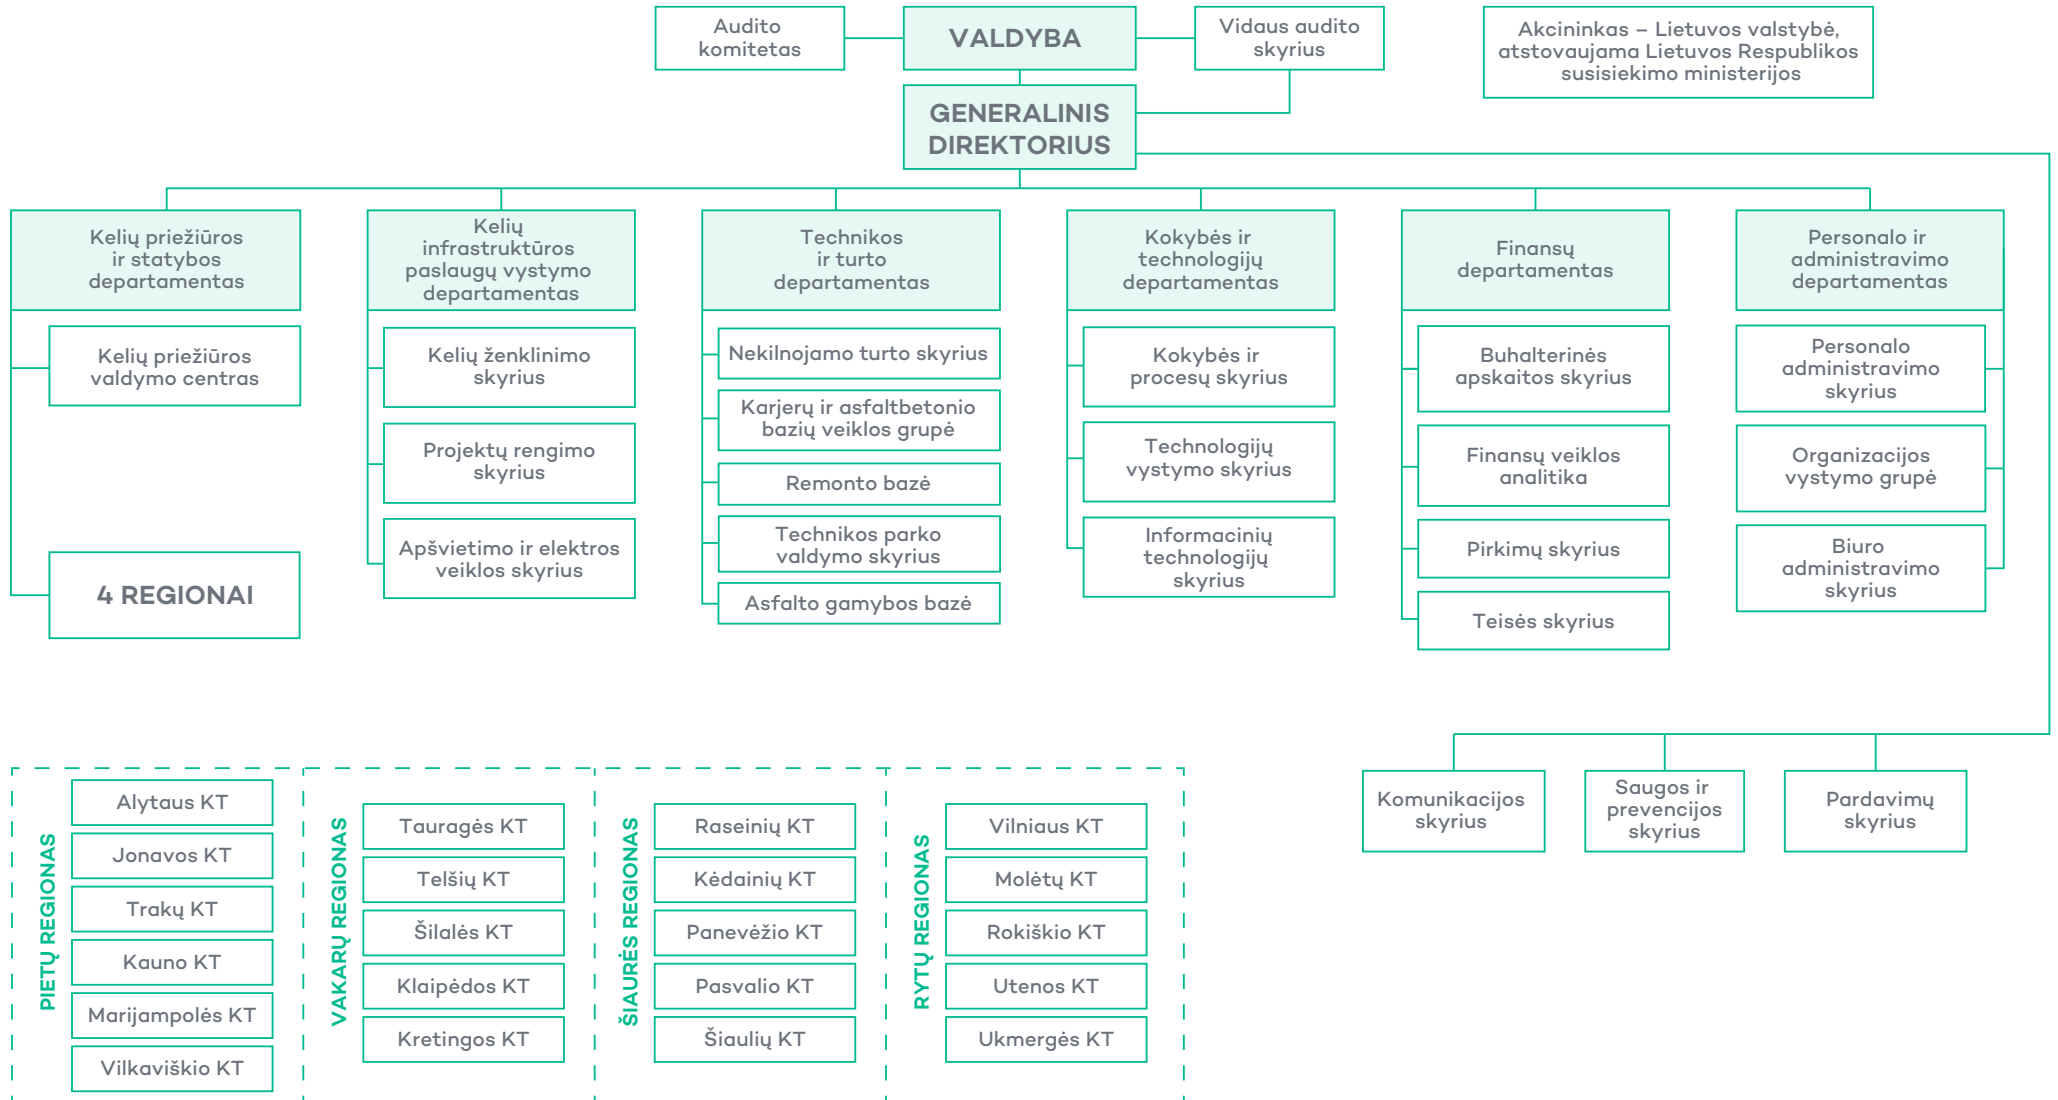 Audito
komitetas
VALDYBA
Vidaus audito
skyrius
Akcininkas – Lietuvos valstybė,
atstovaujama Lietuvos Respublikos
susisiekimo ministerijos
GENERALINIS
DIREKTORIUS
Kelių priežiūros
ir statybos
departamentas
Kelių priežiūros
valdymo centras
4 REGIONAI
Kelių
infrastruktūros
paslaugų vystymo
departamentas
Kelių ženklinimo
skyrius
Projektų rengimo
skyrius
Apšvietimo ir elektros
veiklos skyrius
Technikos
ir turto
departamentas
Nekilnojamo turto skyrius
Karjerų ir asfaltbetonio
bazių veiklos grupė
Remonto bazė
Technikos parko
valdymo skyrius
Asfalto gamybos bazė
Kokybės ir
technologijų
departamentas
Kokybės ir
procesų skyrius
Technologijų
vystymo skyrius
Informacinių
technologijų
skyrius
Finansų
departamentas
Buhalterinės
apskaitos skyrius
Finansų veiklos
analitika
Pirkimų skyrius
Teisės skyrius
Personalo ir
administravimo
departamentas
Personalo
administravimo
skyrius
Organizacijos
vystymo grupė
Biuro
administravimo
skyrius
Komunikacijos
skyrius
Saugos ir
prevencijos
skyrius
Pardavimų
skyrius
PIETŲ REGIONAS
Alytaus KT
Jonavos KT
Trakų KT
Kauno KT
Marijampolės KT
Vilkaviškio KT
VAKARŲ REGIONAS
Tauragės KT
Telšių KT
Šilalės KT
Klaipėdos KT
Kretingos KT
ŠIAURĖS REGIONAS
Raseinių KT
Kėdainių KT
Panevėžio KT
Pasvalio KT
Šiaulių KT
RYTŲ REGIONAS
Vilniaus KT
Molėtų KT
Rokiškio KT
Utenos KT
Ukmergės KT